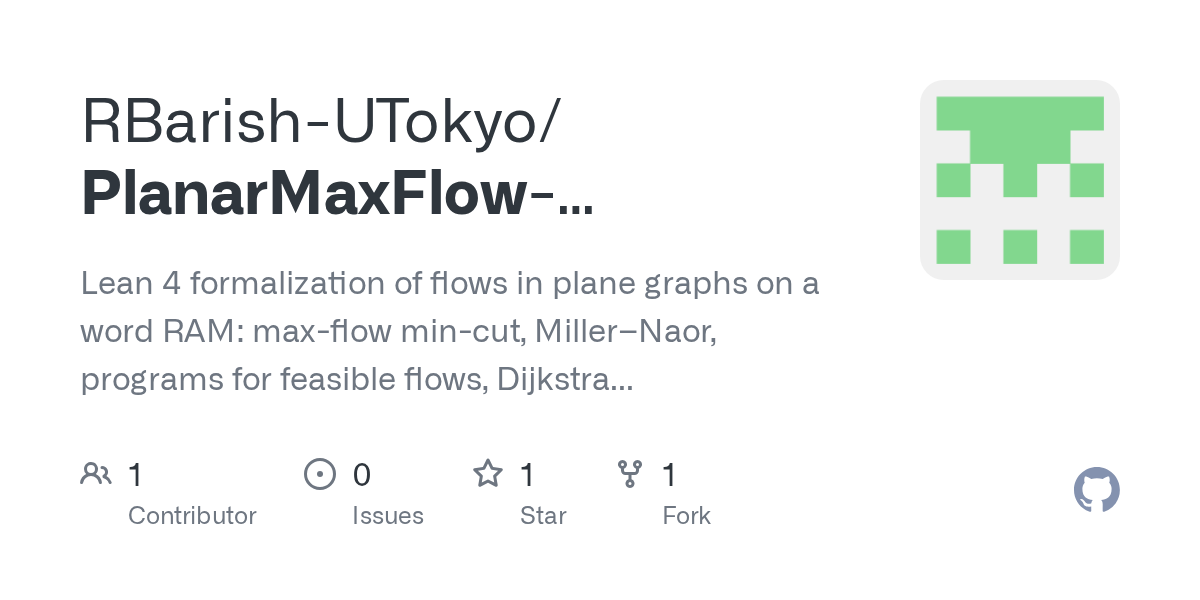 RBarish-UTokyo/
PlanarMaxFlow-...
Lean 4 formalization of flows in plane graphs on a
word RAM: max-flow min-cut, Miller–Naor,
programs for feasible flows, Dijkstra...
1
Contributor
0
Issues
1
Star
1
Fork